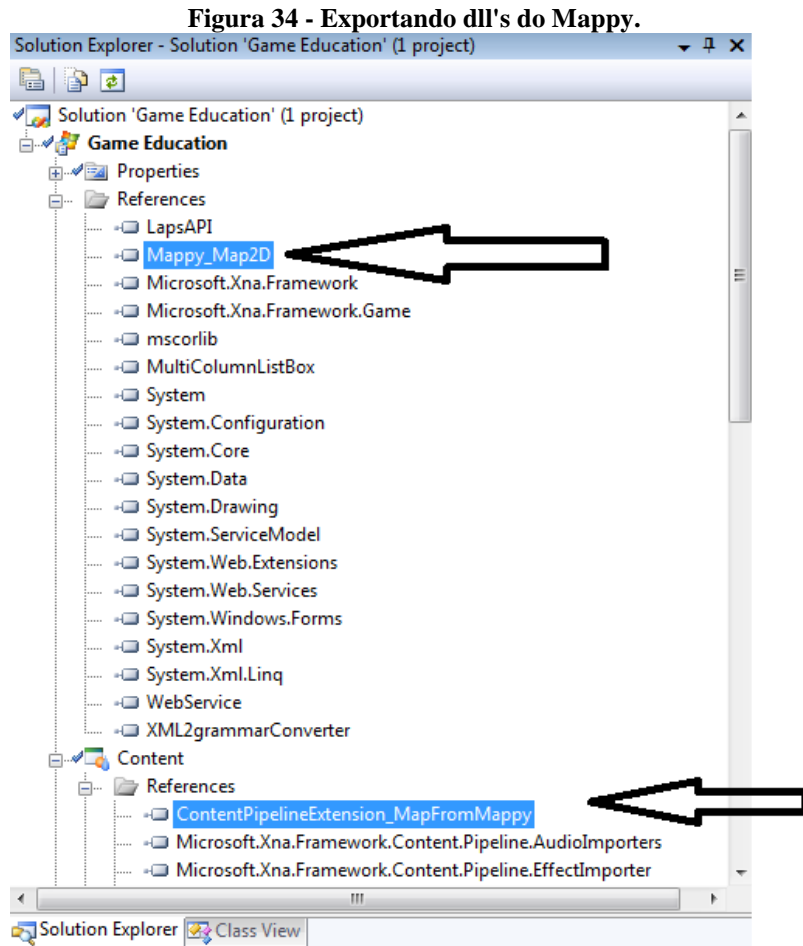 Figura 34 - Exportando dll's do Mappy.
Solution Explorer - Solution 'Game Education' (1 project)
Solution 'Game Education' (1 project)
Game Education
Properties
References
LapsAPI
Mappy_Map2D
Microsoft.Xna.Framework
Microsoft.Xna.Framework.Game
mscorlib
MultiColumnListBox
System
System.Configuration
System.Core
System.Data
System.Drawing
System.ServiceModel
System.Web.Extensions
System.Web.Services
System.Windows.Forms
System.Xml
System.Xml.Linq
WebService
XML2grammarConverter
Content
References
ContentPipelineExtension_MapFromMappy
Microsoft.Xna.Framework.Content.Pipeline.AudioImporters
Microsoft.Xna.Framework.Content.Pipeline.EffectImporter
Solution Explorer Class View